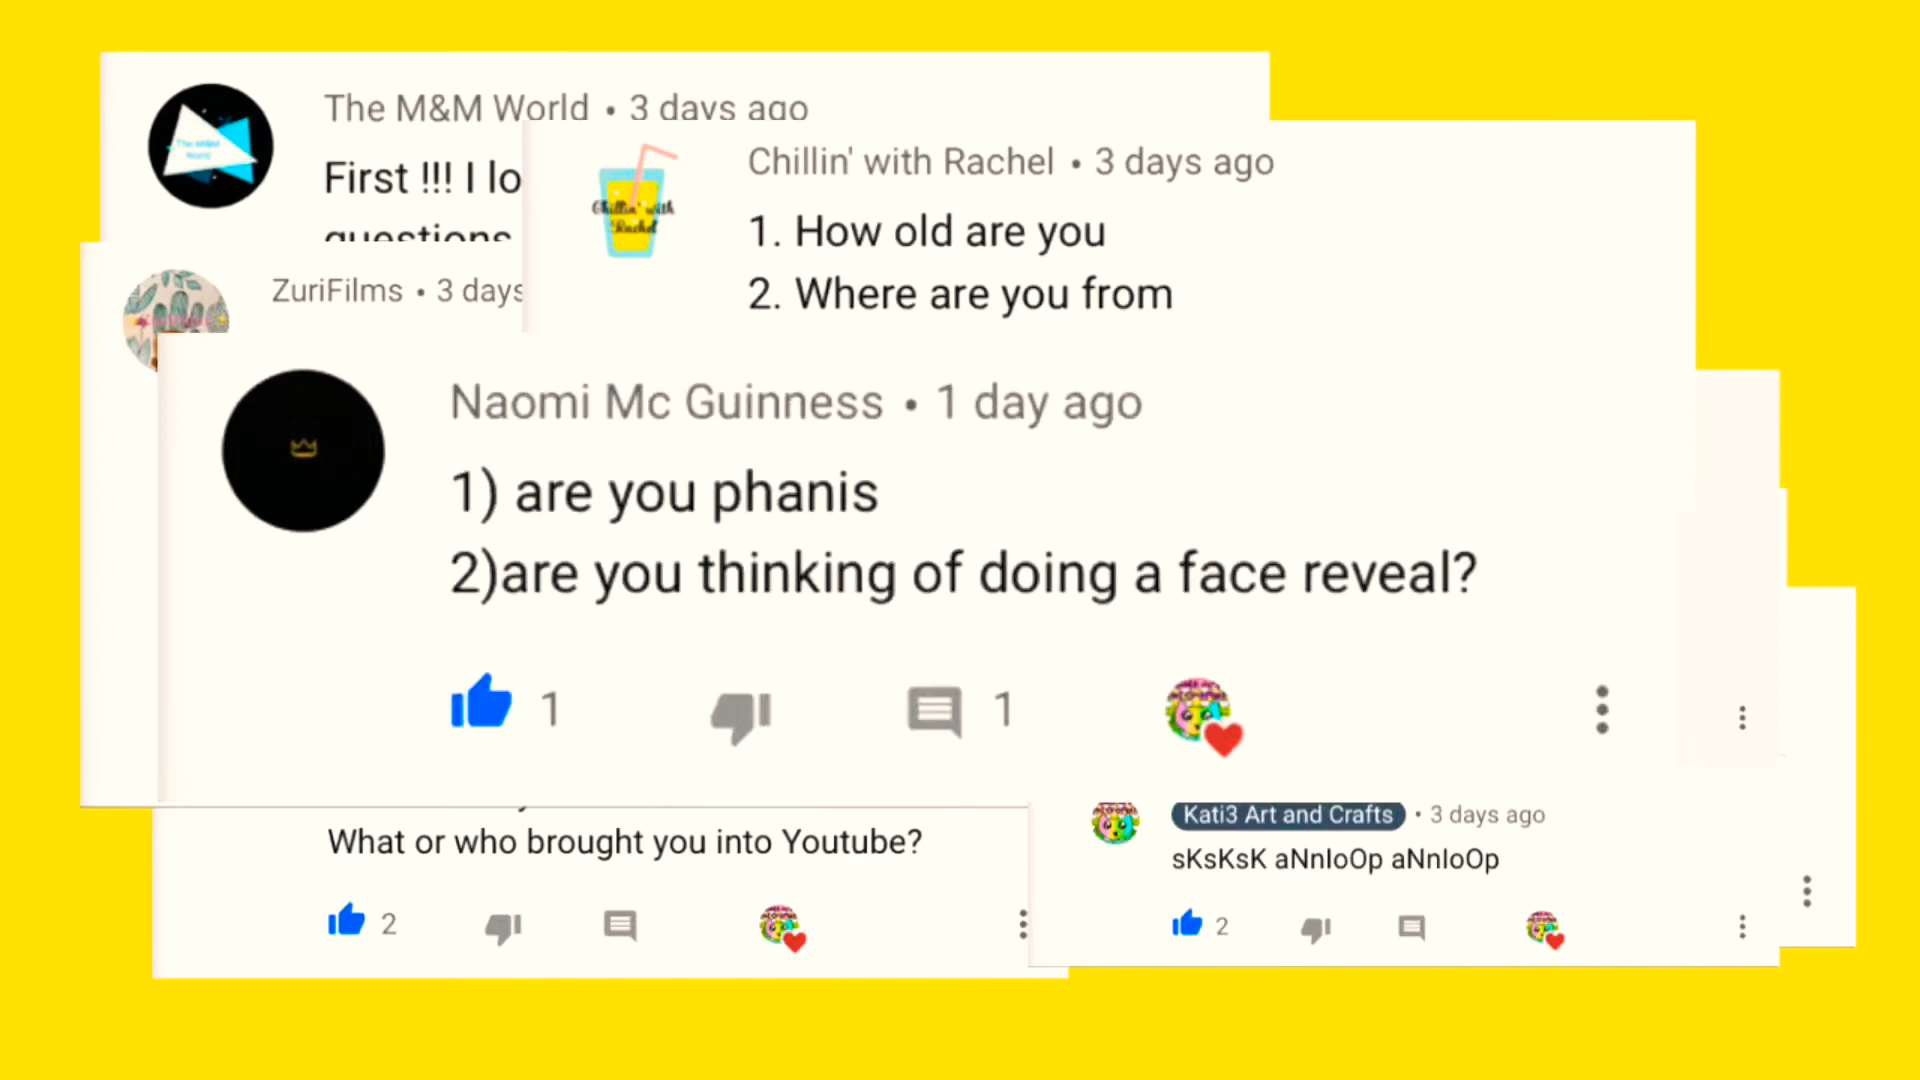 The M&M World • 3 days ago
First !!! I lo
questions
Chillin' with Rachel • 3 days ago
Chillin' with
Rachel
1. How old are you
2. Where are you from
ZuriFilms • 3 days
Naomi Mc Guinness • 1 day ago
1) are you phanis
2)are you thinking of doing a face reveal?
1
1
What or who brought you into Youtube?
2
Kati3 Art and Crafts • 3 days ago
sKsKsK aNnIoOp aNnIoOp
2